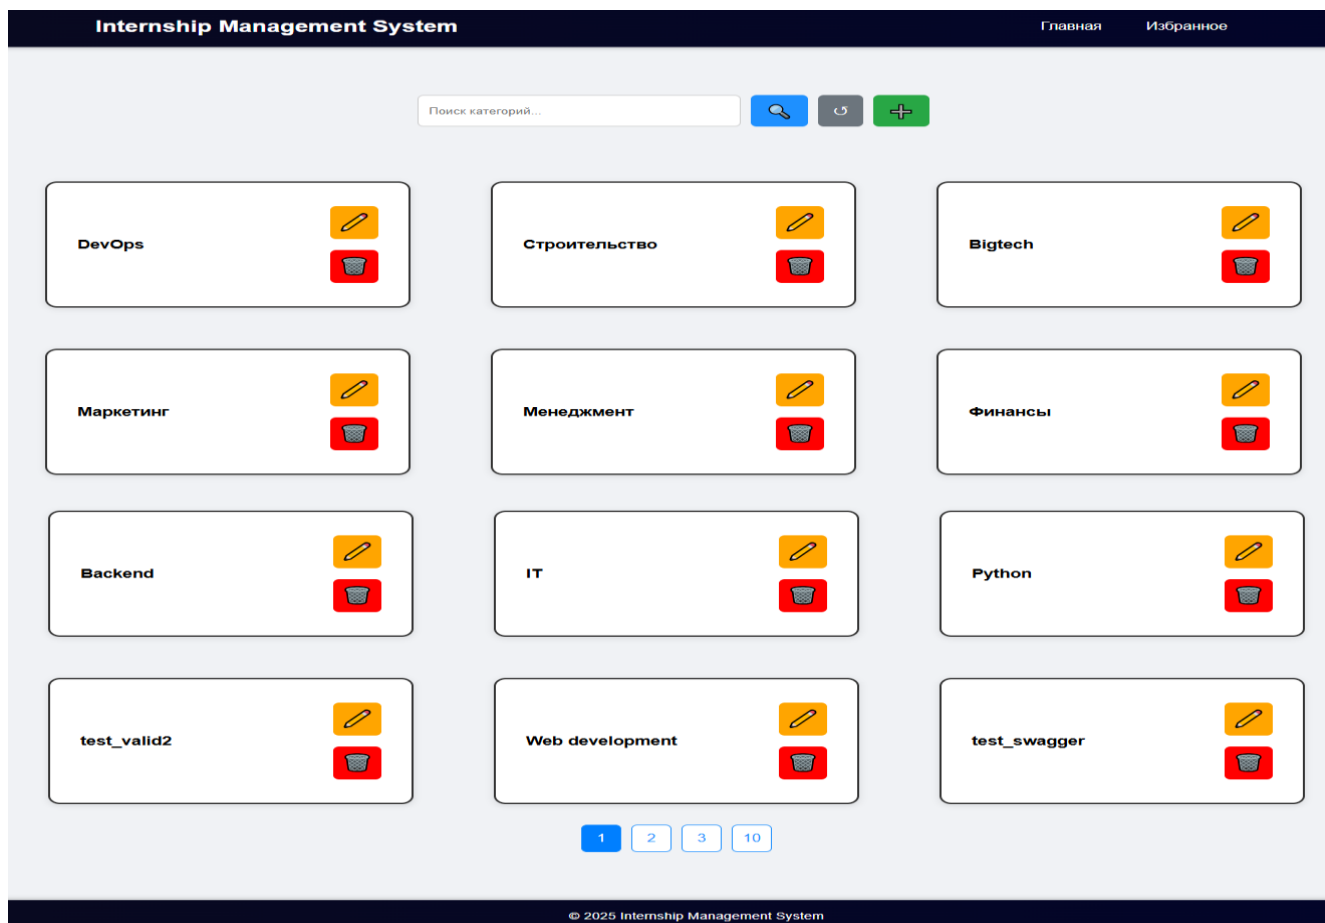 Internship Management System Главная Избранное
Поиск категорий...
DevOps Строительство Bigtech
Маркетинг Менеджмент Финансы
Backend IT Python
test_valid2 Web development test_swagger
1 2 3 10
© 2025 Internship Management System